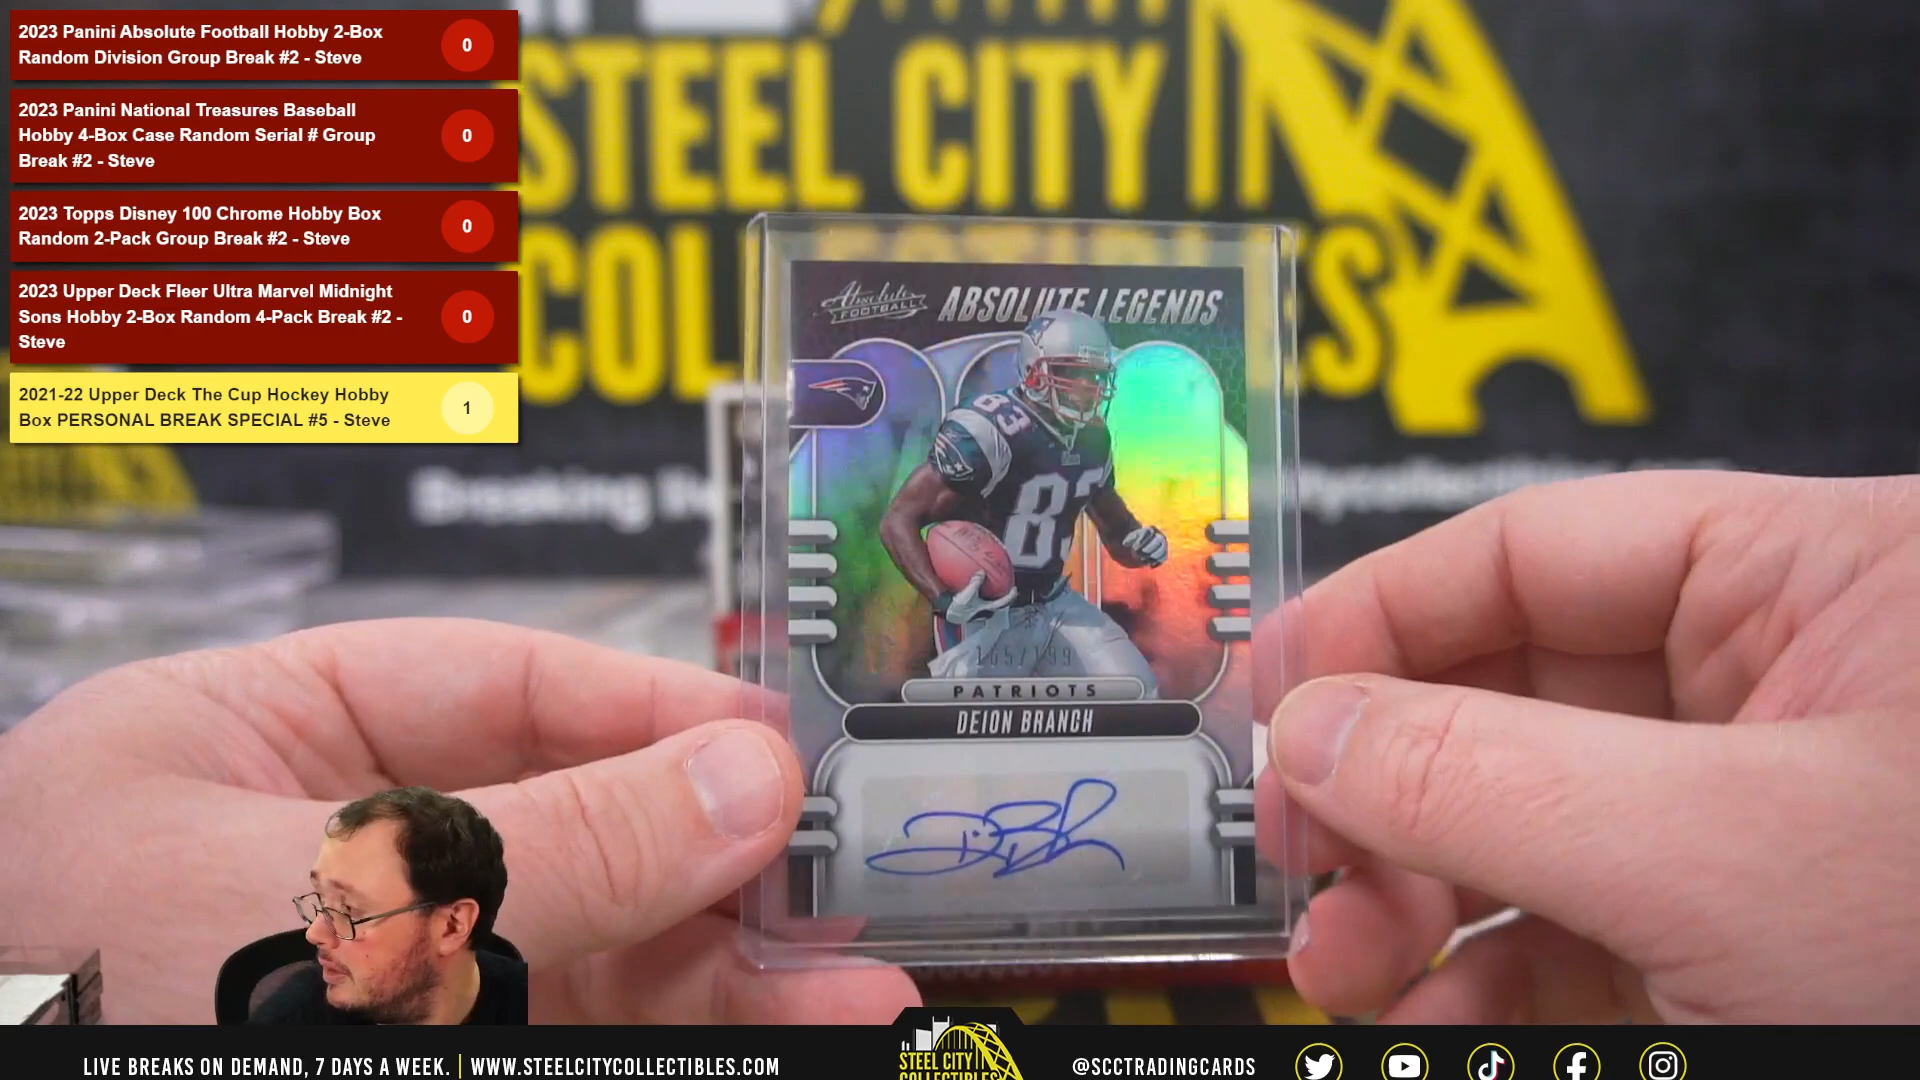 2023 Panini Absolute Football Hobby 2-Box
Random Division Group Break #2 - Steve
0
2023 Panini National Treasures Baseball
Hobby 4-Box Case Random Serial # Group
Break #2 - Steve
0
2023 Topps Disney 100 Chrome Hobby Box
Random 2-Pack Group Break #2 - Steve
0
2023 Upper Deck Fleer Ultra Marvel Midnight
Sons Hobby 2-Box Random 4-Pack Break #2 -
Steve
0
2021-22 Upper Deck The Cup Hockey Hobby
Box PERSONAL BREAK SPECIAL #5 - Steve
1
STEEL CITY
Breaking
Absolute
FOOTBALL
ABSOLUTE LEGENDS
83
83
165/199
PATRIOTS
DEION BRANCH
LIVE BREAKS ON DEMAND, 7 DAYS A WEEK. | WWW.STEELCITYCOLLECTIBLES.COM
STEEL CITY
COLLECTIBLES
@SCCTRADINGCARDS